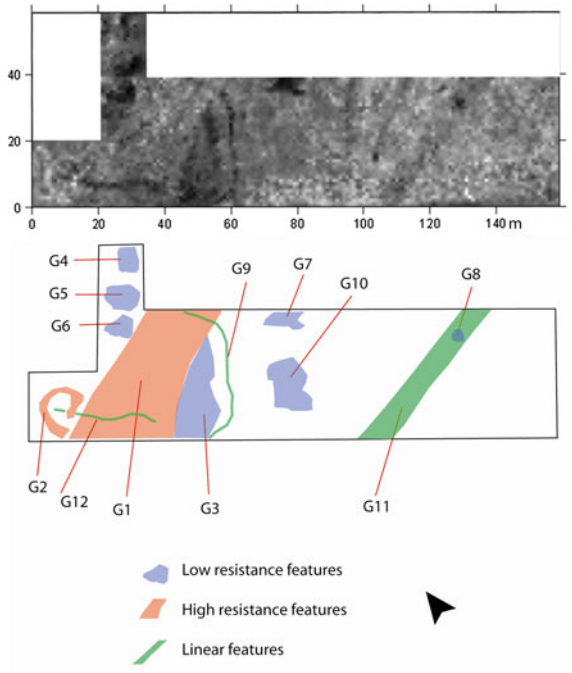 40
20
0
0 20 40 60 80 100 120 140 m
G4
G5
G6
G9
G7
G10
G8
G2
G12
G1
G3
G11
Low resistance features
High resistance features
Linear features